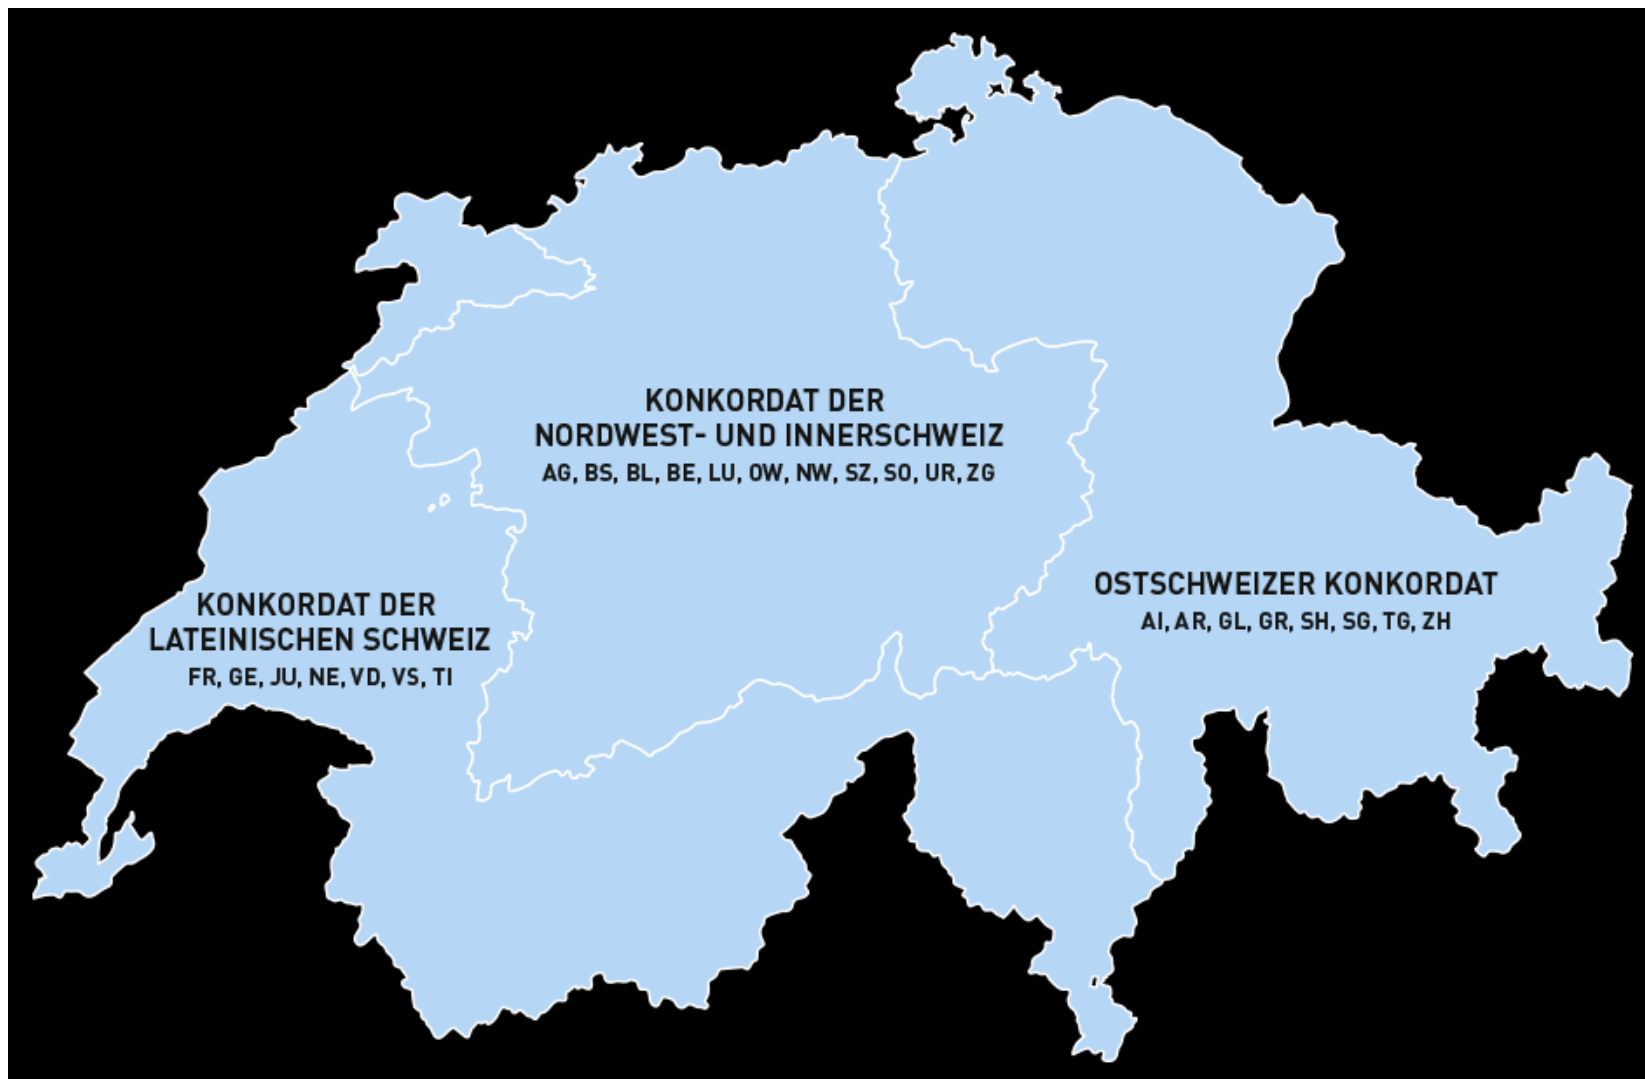 KONKORDAT DER
NORDWEST- UND INNERSCHWEIZ
AG, BS, BL, BE, LU, OW, NW, SZ, SO, UR, ZG
OSTSCHWEIZER KONKORDAT
AI, AR, GL, GR, SH, SG, TG, ZH
KONKORDAT DER
LATEINISCHEN SCHWEIZ
FR, GE, JU, NE, VD, VS, TI